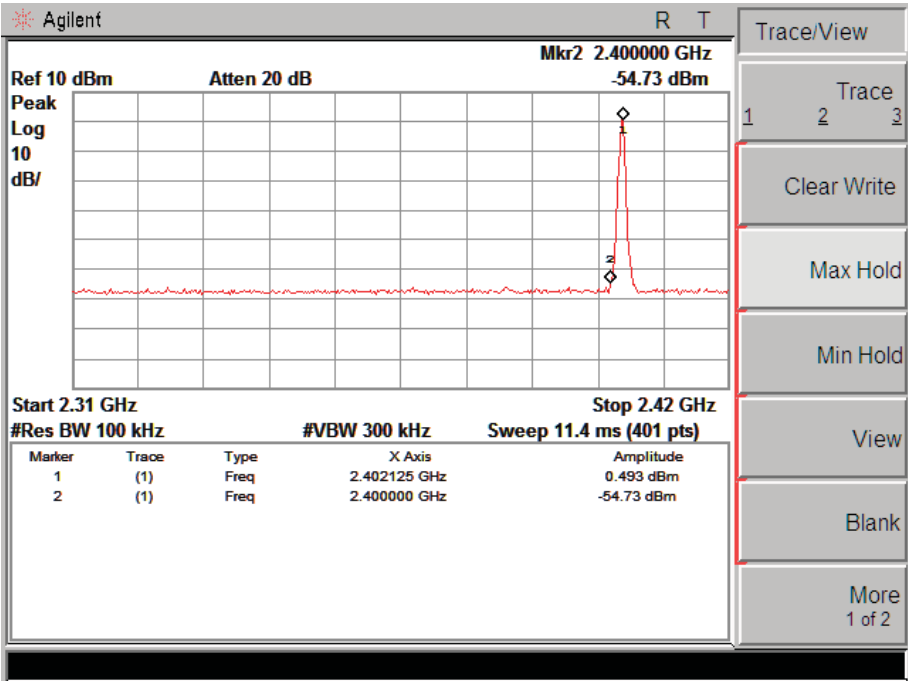 Agilent R T
Mkr2 2.400000 GHz
Ref 10 dBm Atten 20 dB -54.73 dBm
Peak
Log
10
dB/
1
2
Start 2.31 GHz Stop 2.42 GHz
#Res BW 100 kHz #VBW 300 kHz Sweep 11.4 ms (401 pts)
Marker Trace Type X Axis Amplitude
1 (1) Freq 2.402125 GHz 0.493 dBm
2 (1) Freq 2.400000 GHz -54.73 dBm
Trace/View
Trace
1 2 3
Clear Write
Max Hold
Min Hold
View
Blank
More
1 of 2